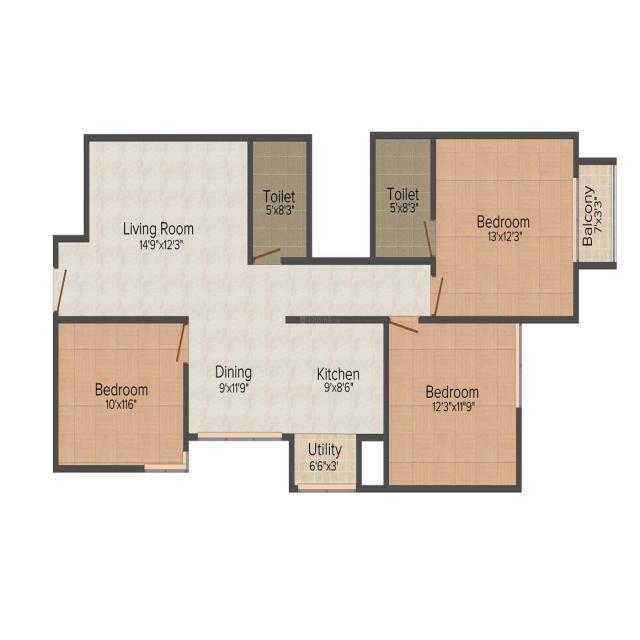 Living Room
14'9"x12'3"
Toilet
5'x8'3"
Toilet
5'x8'3"
Bedroom
13'x12'3"
Balcony
7'x3'3"
Bedroom
10'x116"
Dining
9'x11'9"
Kitchen
9'x8'6"
Bedroom
12'3"x11'9"
Utility
6'6"x3'